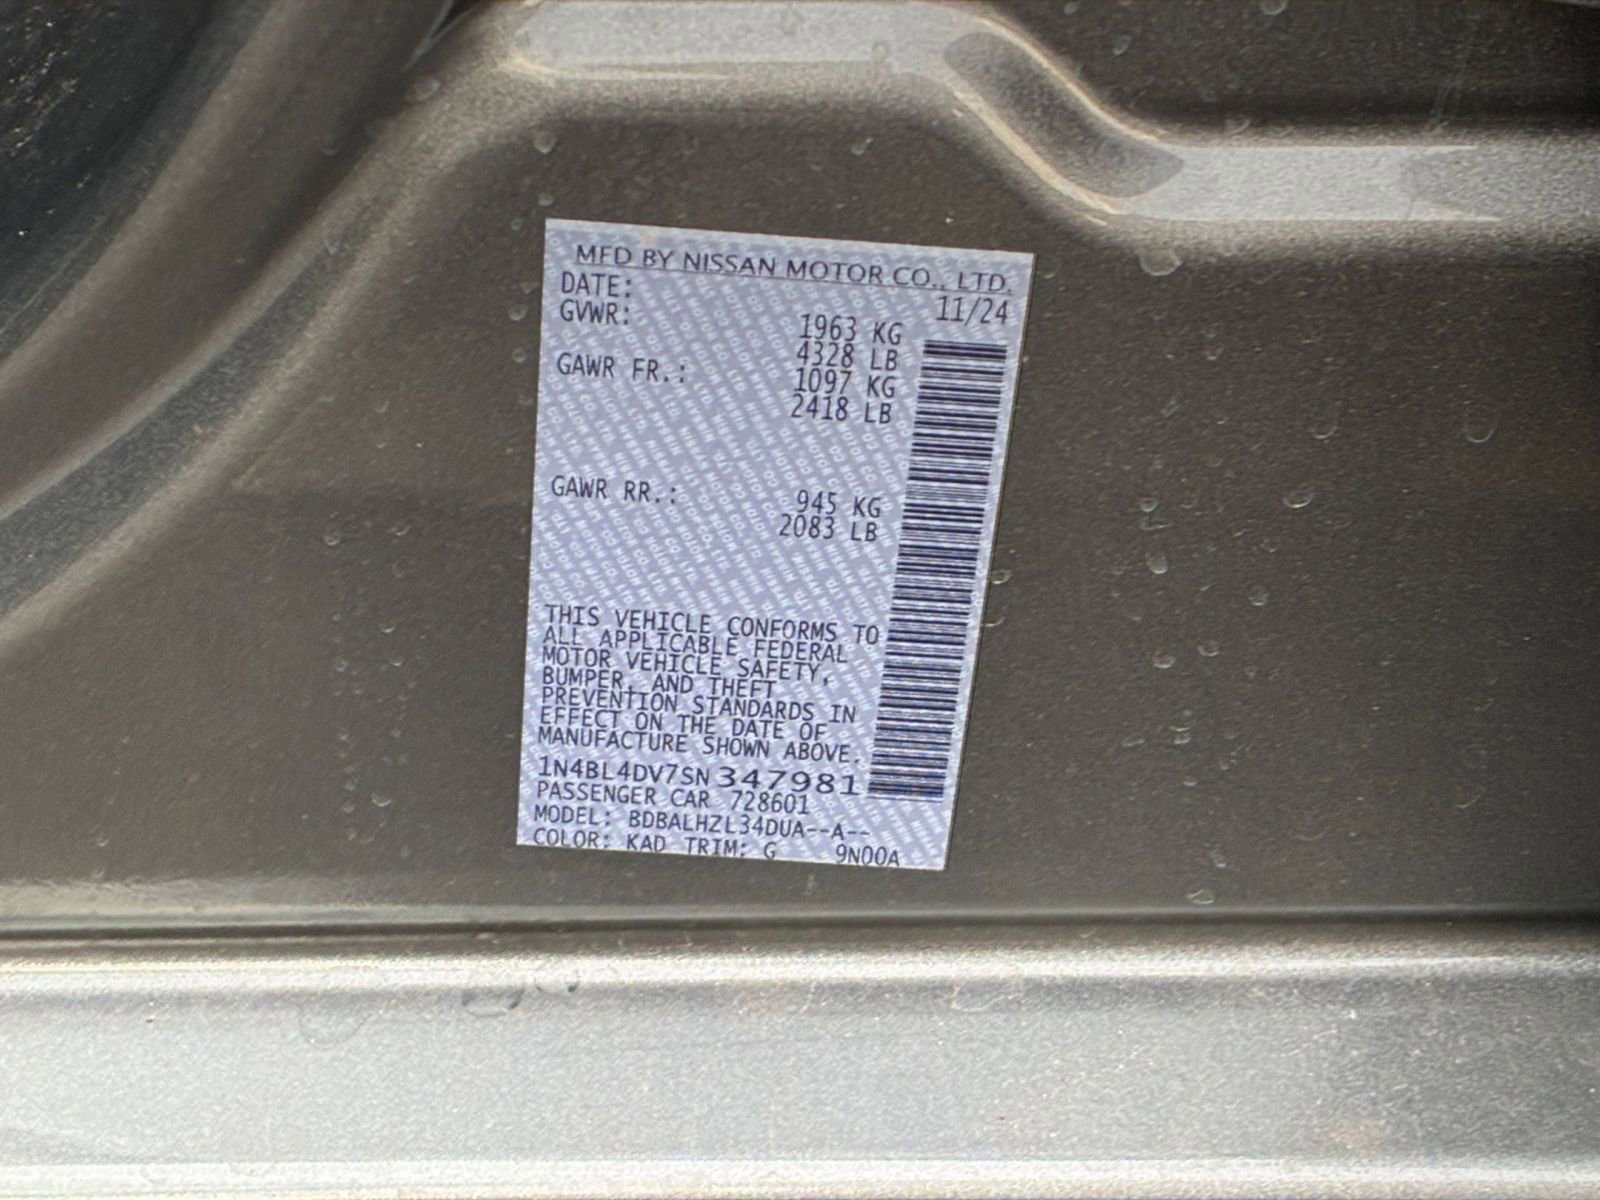 MFD BY NISSAN MOTOR CO., LTD.
DATE: 11/24
GVWR: 1963 KG
4328 LB
GAWR FR.: 1097 KG
2418 LB
GAWR RR.: 945 KG
2083 LB
THIS VEHICLE CONFORMS TO
ALL APPLICABLE FEDERAL
MOTOR VEHICLE SAFETY,
BUMPER, AND THEFT
PREVENTION STANDARDS IN
EFFECT ON THE DATE OF
MANUFACTURE SHOWN ABOVE.
1N4BL4DV7SN347981
PASSENGER CAR 728601
MODEL: BDBALHZL34DUA--A--
COLOR: KAD TRIM: G 9N00A